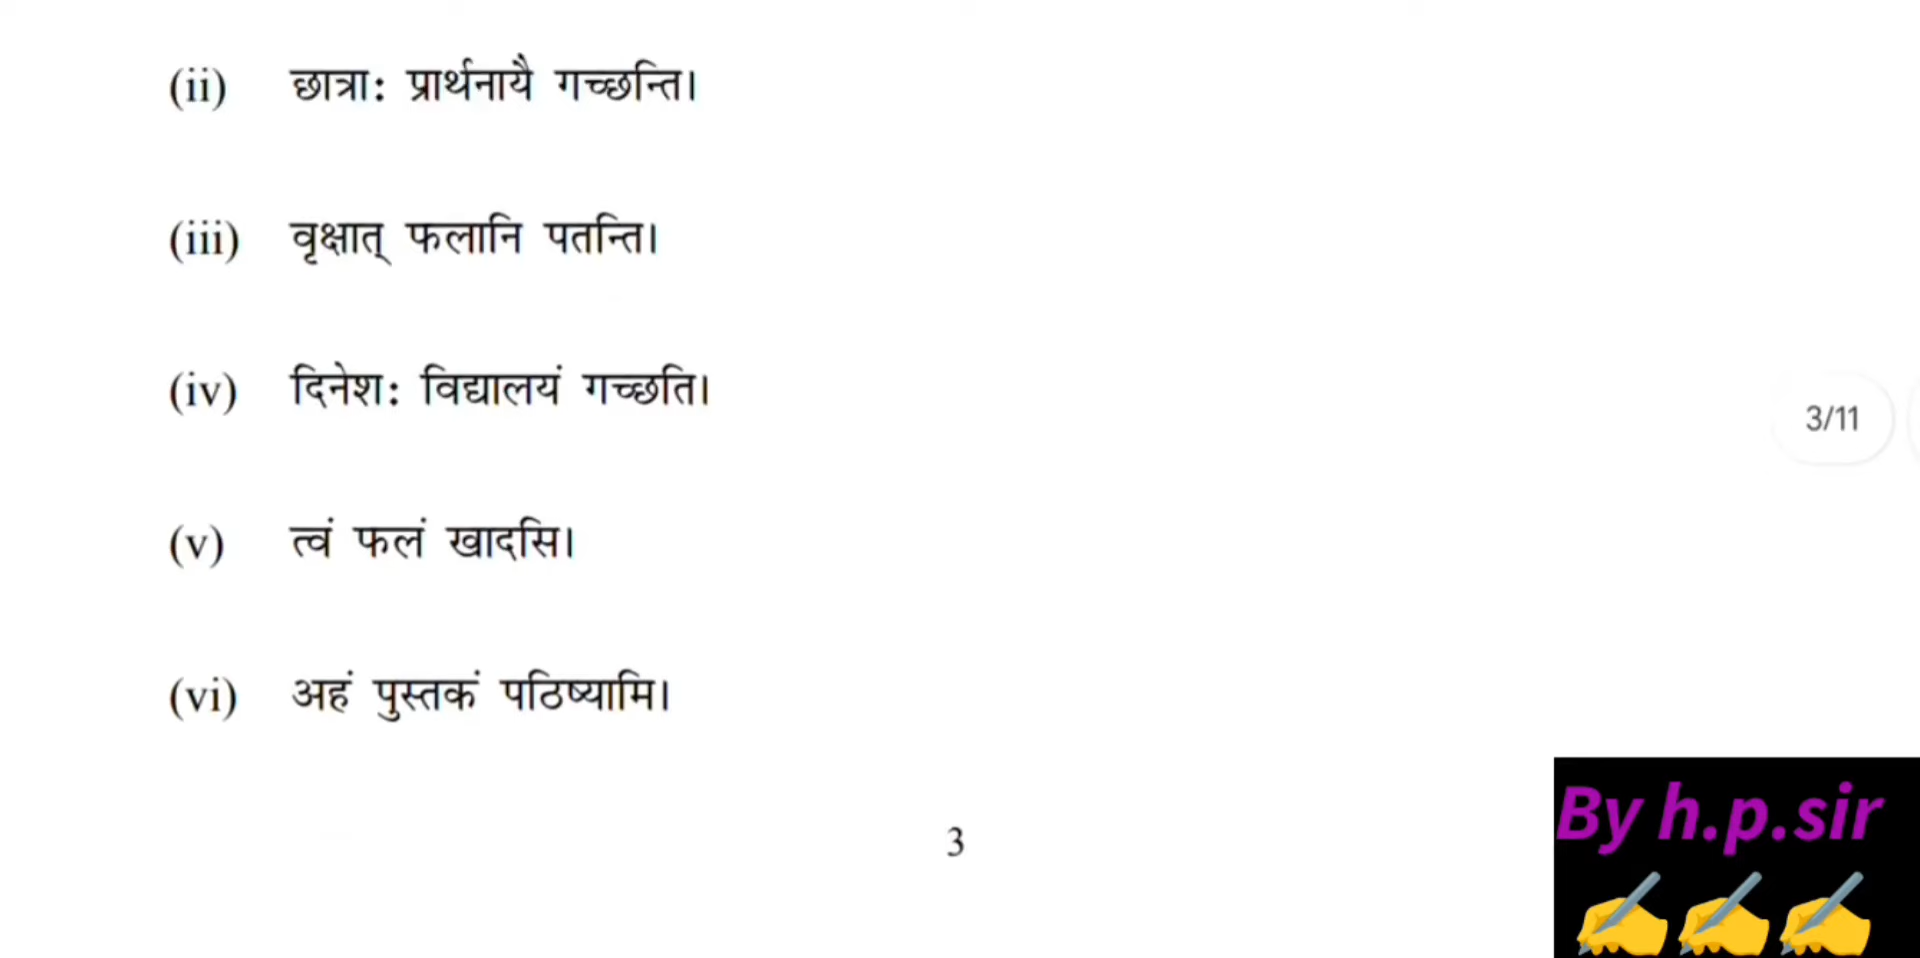 (ii) छात्राः प्रार्थनायै गच्छन्ति।
(iii) वृक्षात् फलानि पतन्ति।
(iv) दिनेशः विद्यालयं गच्छति।
3/11
(v) त्वं फलं खादसि।
(vi) अहं पुस्तकं पठिष्यामि।
3
By h.p.sir